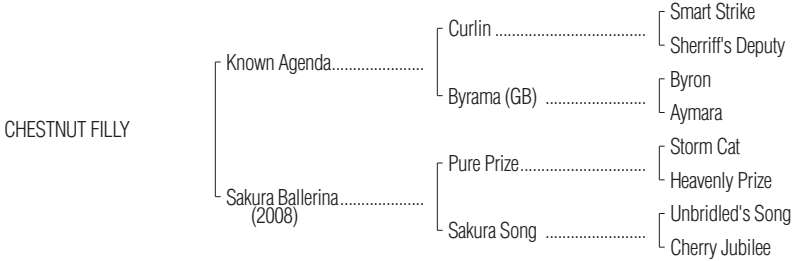 Smart Strike
Curlin ......................................
Sherriff's Deputy
Known Agenda.......................
Byron
Byrama (GB) .........................
Aymara
CHESTNUT FILLY
Storm Cat
Pure Prize................................
Heavenly Prize
Sakura Ballerina.....................
(2008)
Unbridled's Song
Sakura Song .........................
Cherry Jubilee